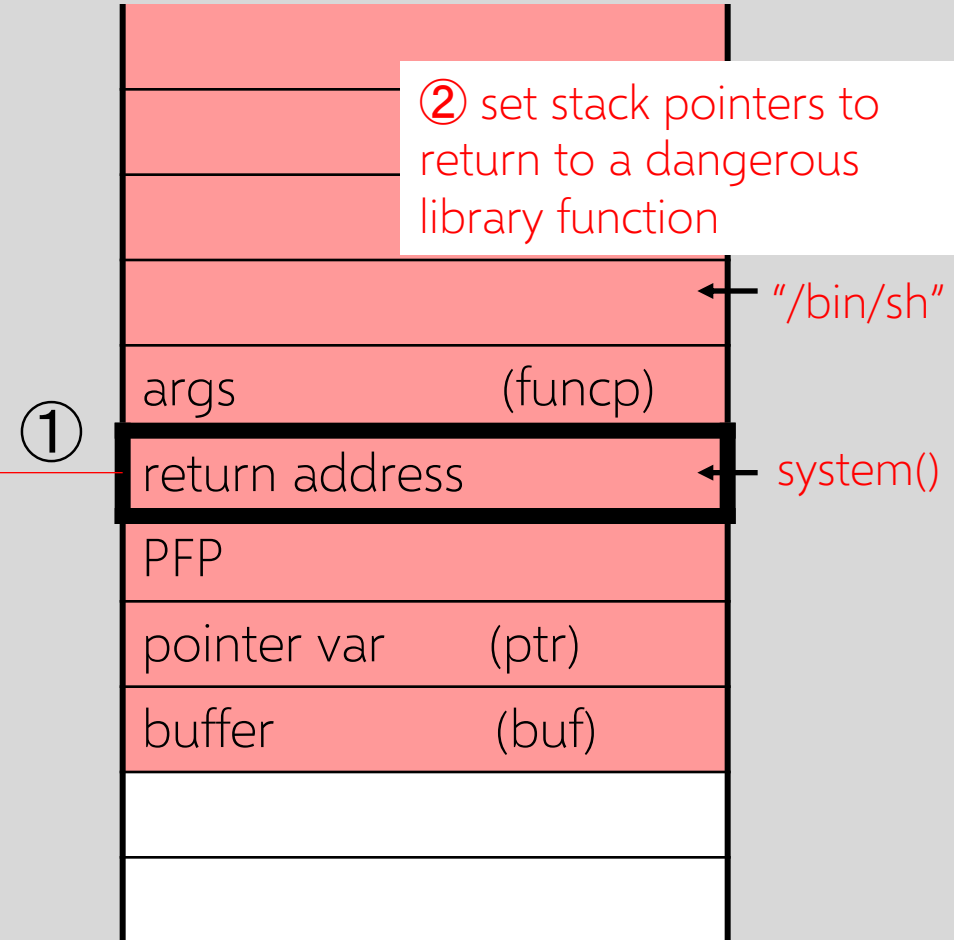 ② set stack pointers to
return to a dangerous
library function
"/bin/sh"
args (funcp)
①
return address
system()
PFP
pointer var (ptr)
buffer (buf)